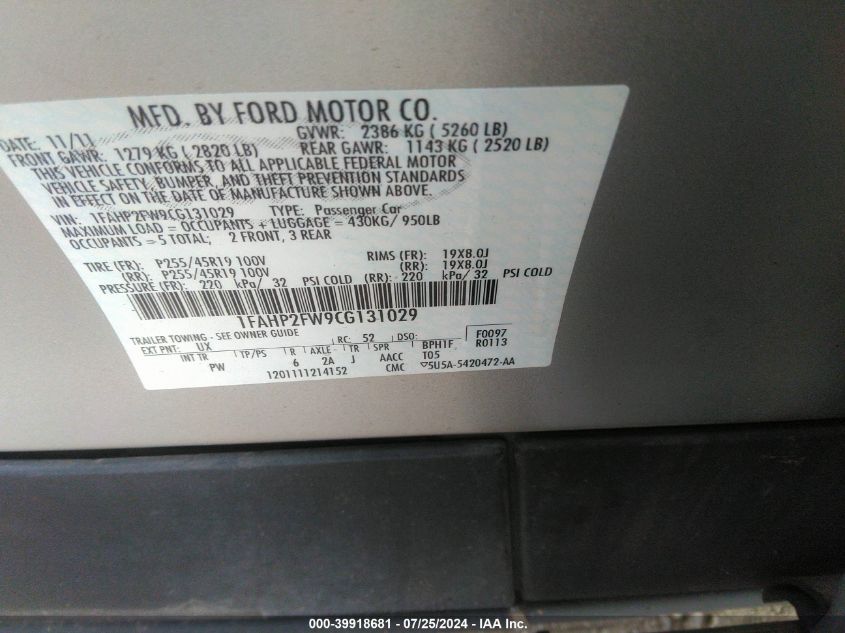 MFD. BY FORD MOTOR CO.
DATE: 11/11 GVWR: 2386 KG ( 5260 LB)
FRONT GAWR: 1279 KG ( 2820 LB) REAR GAWR: 1143 KG ( 2520 LB)
THIS VEHICLE CONFORMS TO ALL APPLICABLE FEDERAL MOTOR
VEHICLE SAFETY, BUMPER, AND THEFT PREVENTION STANDARDS
IN EFFECT ON THE DATE OF MANUFACTURE SHOWN ABOVE.
VIN: 1FAHP2FW9CG131029 TYPE: Passenger Car
MAXIMUM LOAD = OCCUPANTS + LUGGAGE = 430KG/ 950LB
OCCUPANTS = 5 TOTAL; 2 FRONT, 3 REAR
TIRE (FR): P255/45R19 100V RIMS (FR): 19X8.0J
(RR): P255/45R19 100V (RR): 19X8.0J
PRESSURE (FR): 220 kPa/ 32 PSI COLD (RR): 220 kPa/ 32 PSI COLD
1FAHP2FW9CG131029
TRAILER TOWING - SEE OWNER GUIDE F0097
EXT PNT: UX RC: 52 DSO: R0113
INT TR TP/PS R AXLE TR SPR BPH1F
PW 6 2A J AACC T05
1201111214152 CMC ▽5U5A-5420472-AA
000-39918681 / 07/25/2024 - IAA Inc.